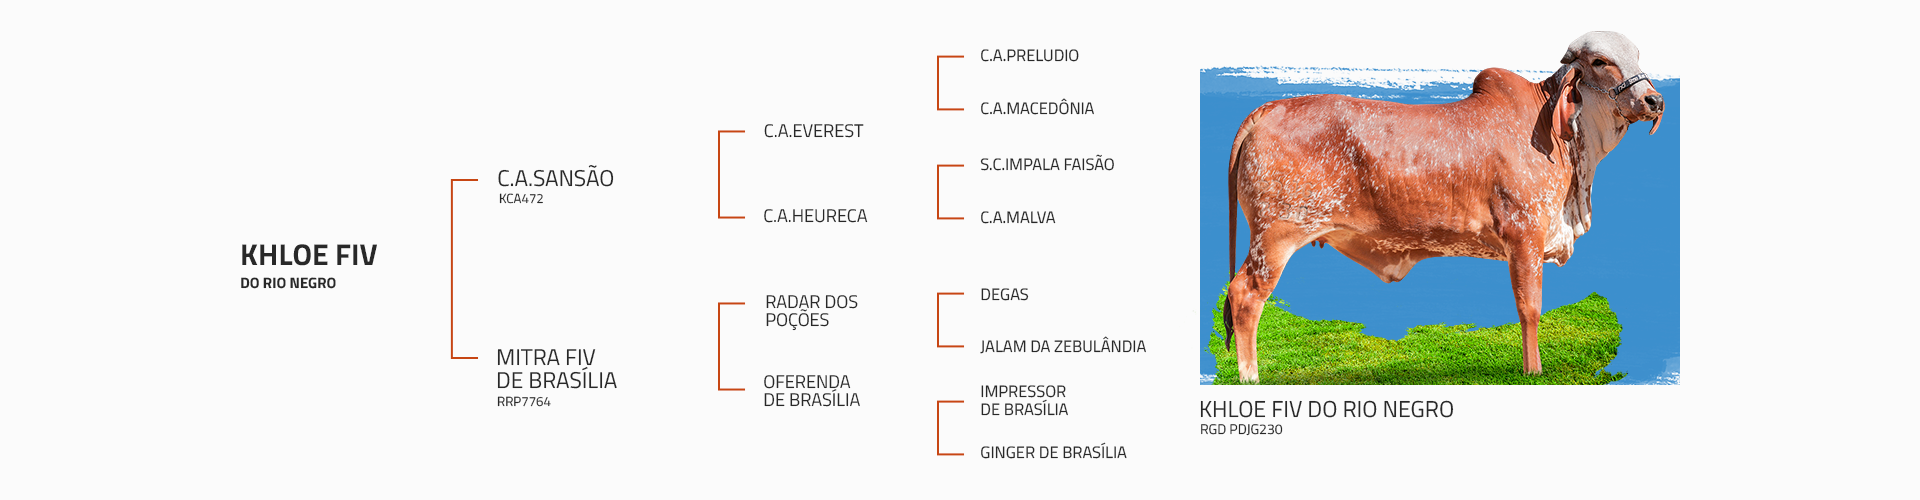 KHLOE FIV
DO RIO NEGRO
C.A.SANSÃO
KCA472
MITRA FIV
DE BRASÍLIA
RRP7764
C.A.EVEREST
C.A.HEURECA
RADAR DOS
POÇÕES
OFERENDA
DE BRASÍLIA
C.A.PRELUDIO
C.A.MACEDÔNIA
S.C.IMPALA FAISÃO
C.A.MALVA
DEGAS
JALAM DA ZEBULÂNDIA
IMPRESSOR
DE BRASÍLIA
GINGER DE BRASÍLIA
KHLOE FIV DO RIO NEGRO
RGD PDJG230